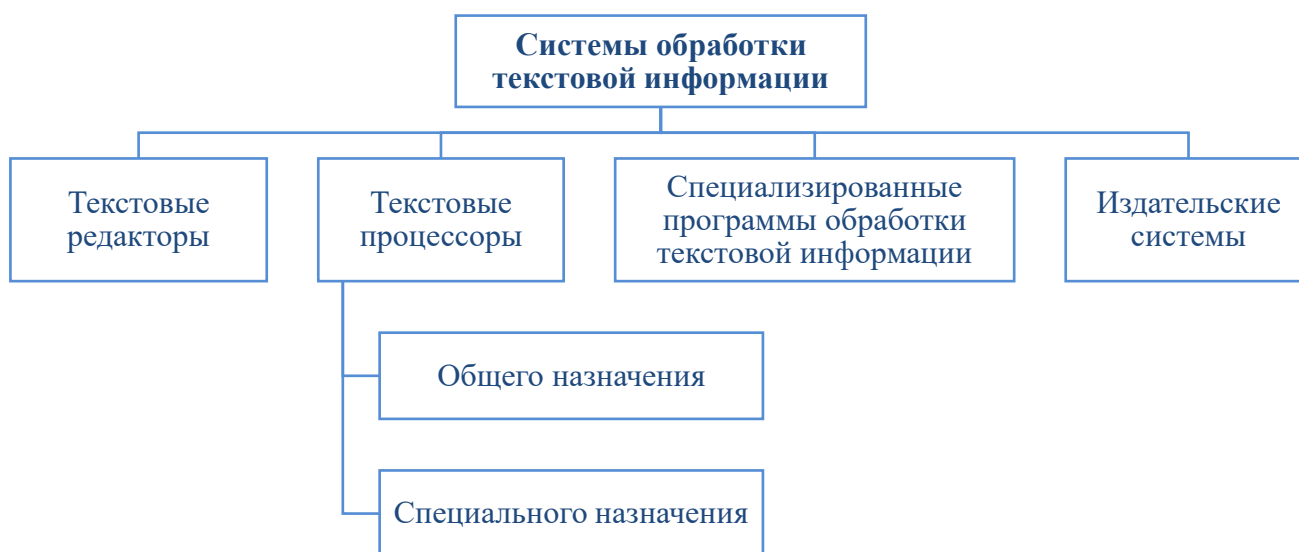 Системы обработки
текстовой информации
Текстовые
редакторы
Текстовые
процессоры
Специализированные
программы обработки
текстовой информации
Издательские
системы
Общего назначения
Специального назначения